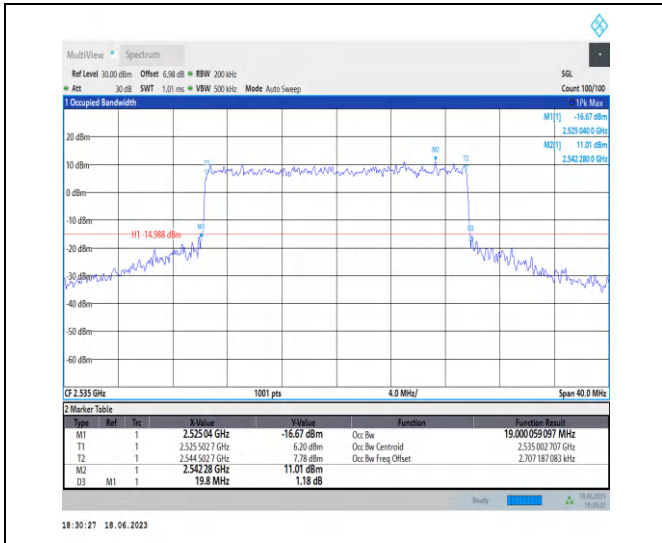 MultiView Spectrum
Ref Level 30.00 dBm Offset 6.98 dB RBW 200 kHz SGL
Att 30 dB SWT 1.01 ms VBW 500 kHz Mode Auto Sweep Count 100/100
1 Occupied Bandwidth 1Pk Max
M1[1] -16.67 dBm
2.525 040 0 GHz
M2[1] 11.01 dBm
2.542 280 0 GHz
20 dBm
M2
T1 T2
10 dBm
0 dBm
-10 dBm
M1 D3
H1 -14.988 dBm
-20 dBm
-30 dBm
-40 dBm
-50 dBm
-60 dBm
CF 2.535 GHz 1001 pts 4.0 MHz/ Span 40.0 MHz
2 Marker Table
Type Ref Trc X-Value Y-Value Function Function Result
M1 1 2.52504 GHz -16.67 dBm Occ Bw 19.000 059 097 MHz
T1 1 2.525 502 7 GHz 6.20 dBm Occ Bw Centroid 2.535 002 707 GHz
T2 1 2.544 502 7 GHz 7.78 dBm Occ Bw Freq Offset 2.707 187 083 kHz
M2 1 2.542 28 GHz 11.01 dBm
D3 M1 1 19.8 MHz 1.18 dB
Ready 18.06.2023
18:30:27
18:30:27 18.06.2023